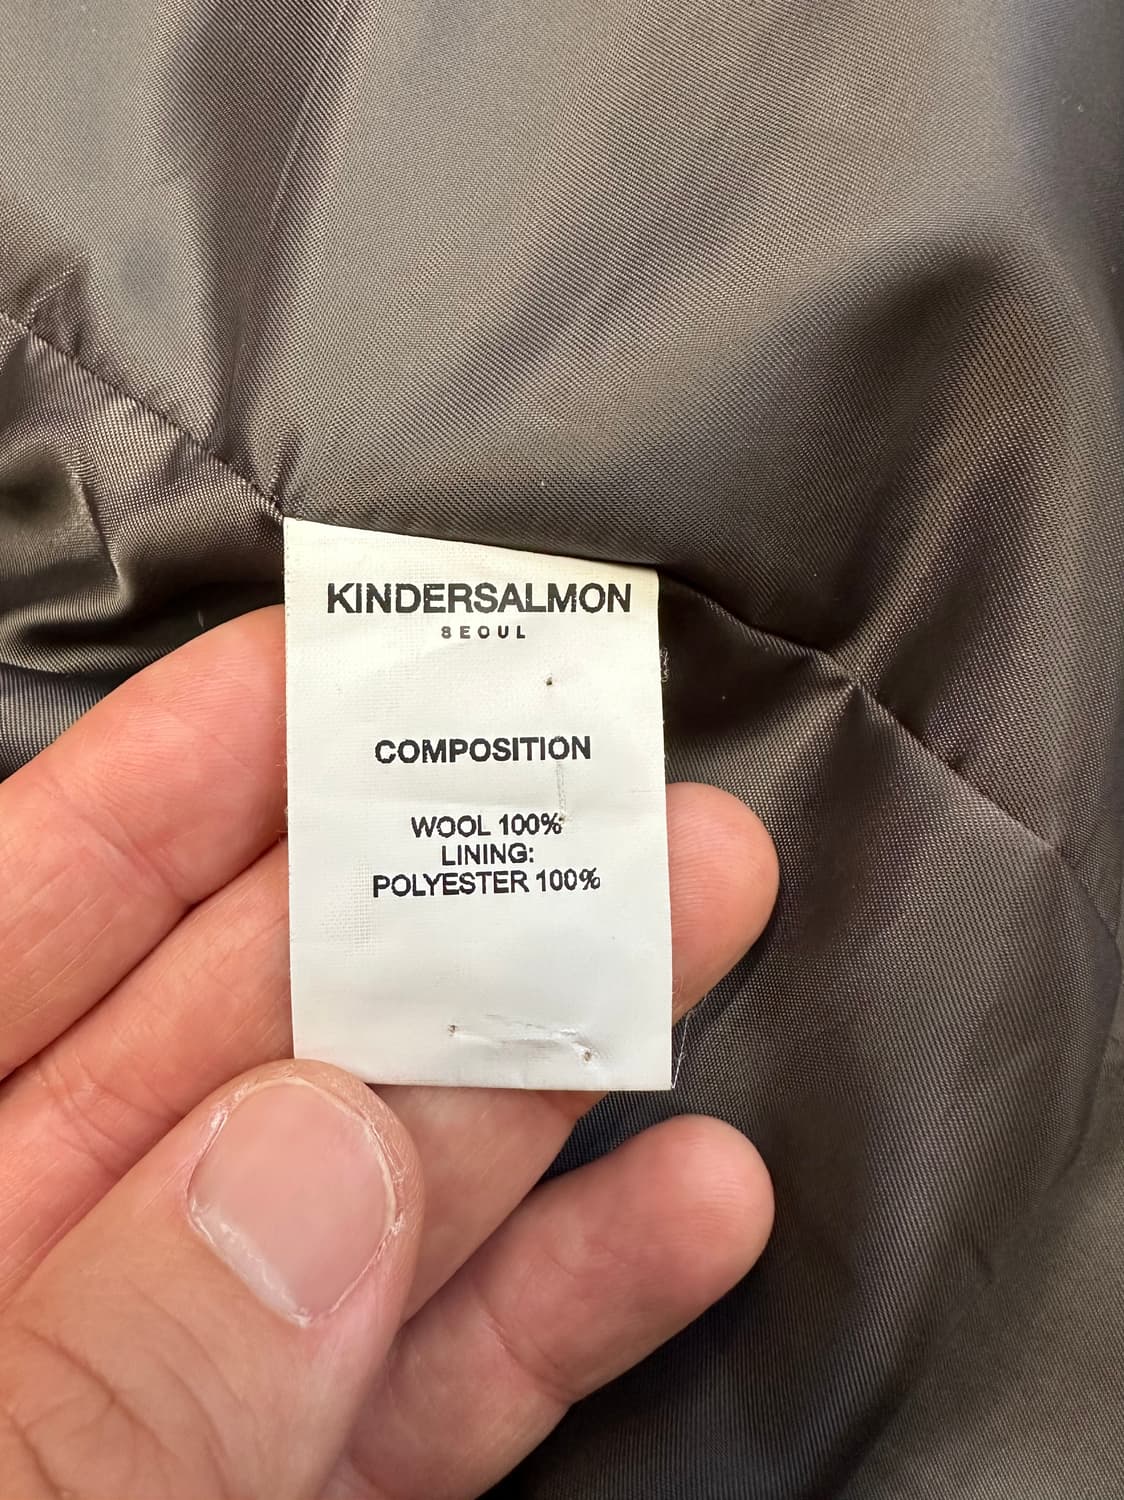 KINDERSALMON
SEOUL
COMPOSITION
WOOL 100%
LINING:
POLYESTER 100%